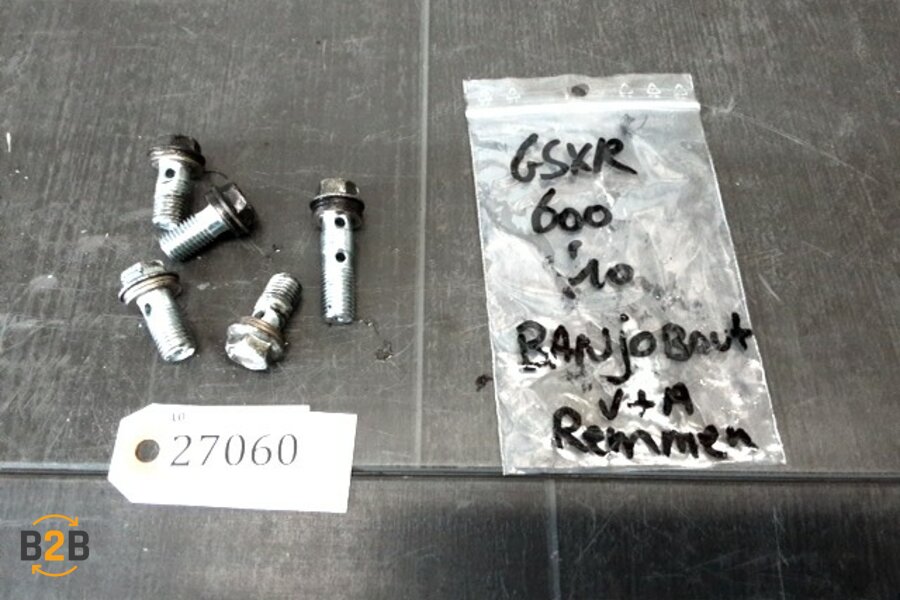 GSXR
600
'10
BANjoBout
V+A
Remmen
27060
B2B